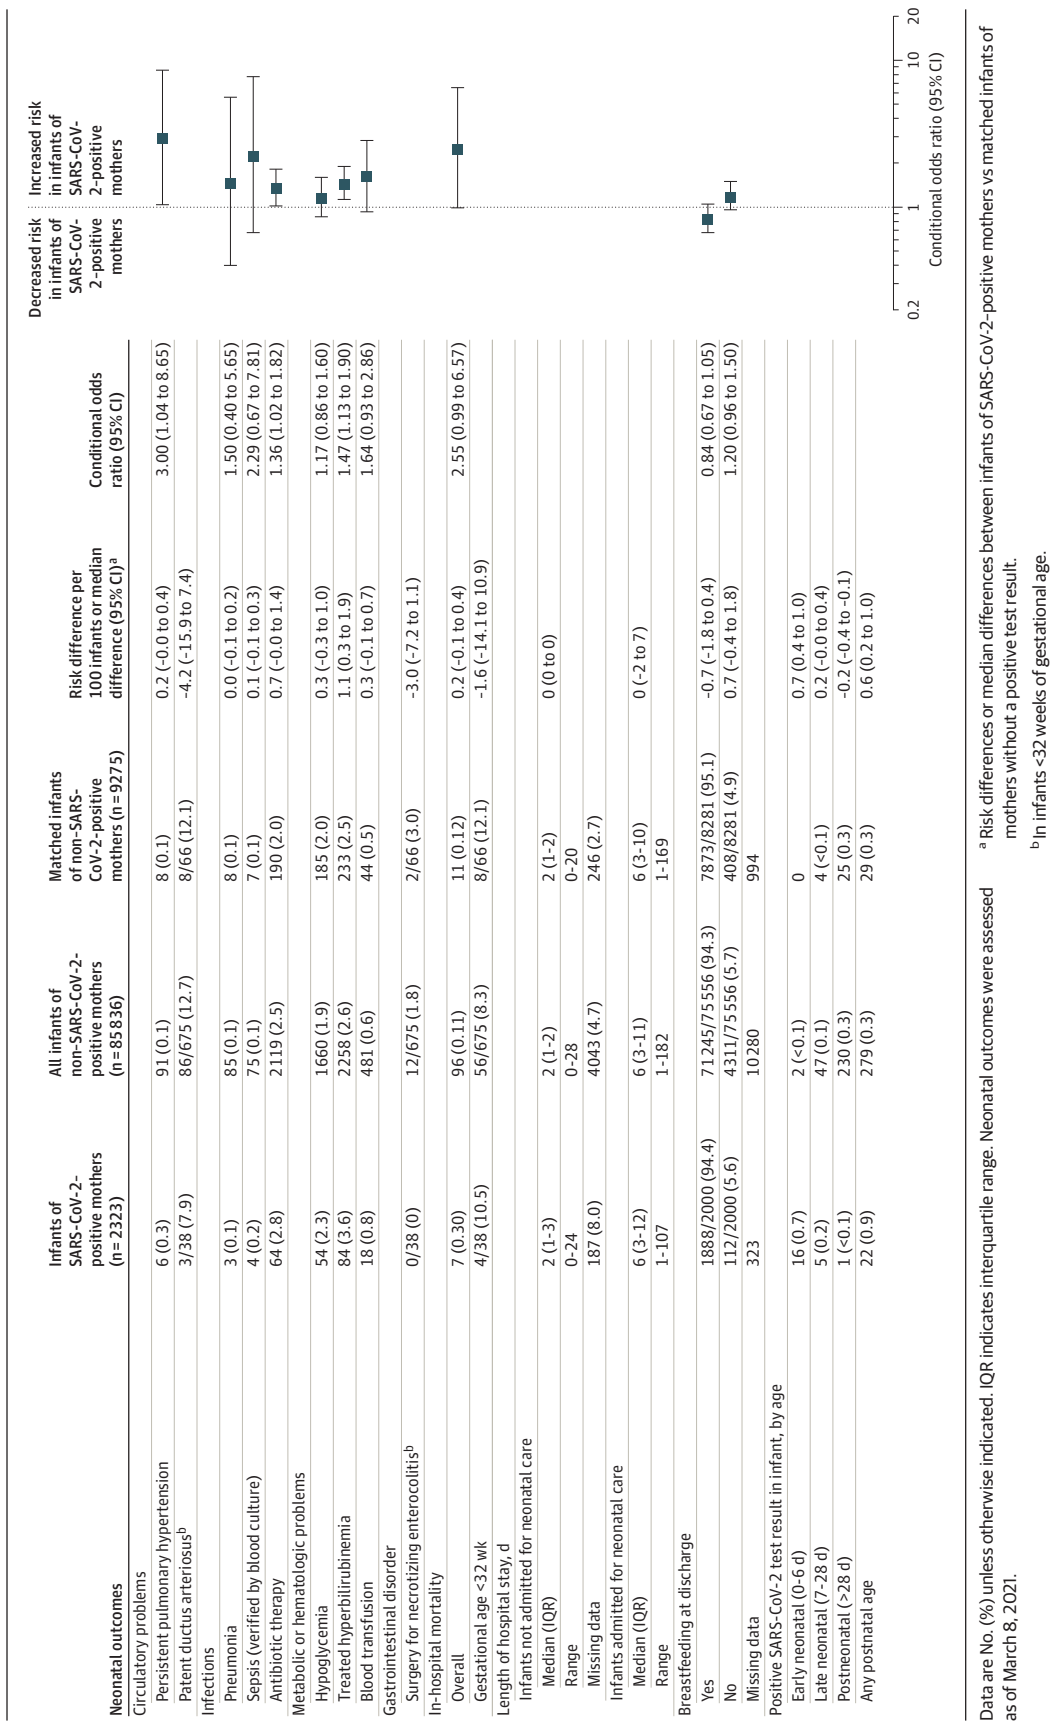 Neonatal outcomes
Infants of
SARS-CoV-2–
positive mothers
(n = 2323)
All infants of
non–SARS-CoV-2–
positive mothers
(n = 85 836)
Matched infants
of non–SARS-
CoV-2–positive
mothers (n = 9275)
Risk difference per
100 infants or median
difference (95% CI)a
Conditional odds
ratio (95% CI)
Decreased risk
in infants of
SARS-CoV-
2–positive
mothers
Increased risk
in infants of
SARS-CoV-
2–positive
mothers
Circulatory problems
Persistent pulmonary hypertension 6 (0.3) 91 (0.1) 8 (0.1) 0.2 (-0.0 to 0.4) 3.00 (1.04 to 8.65)
Patent ductus arteriosusb 3/38 (7.9) 86/675 (12.7) 8/66 (12.1) -4.2 (-15.9 to 7.4)
Infections
Pneumonia 3 (0.1) 85 (0.1) 8 (0.1) 0.0 (-0.1 to 0.2) 1.50 (0.40 to 5.65)
Sepsis (verified by blood culture) 4 (0.2) 75 (0.1) 7 (0.1) 0.1 (-0.1 to 0.3) 2.29 (0.67 to 7.81)
Antibiotic therapy 64 (2.8) 2119 (2.5) 190 (2.0) 0.7 (-0.0 to 1.4) 1.36 (1.02 to 1.82)
Metabolic or hematologic problems
Hypoglycemia 54 (2.3) 1660 (1.9) 185 (2.0) 0.3 (-0.3 to 1.0) 1.17 (0.86 to 1.60)
Treated hyperbilirubinemia 84 (3.6) 2258 (2.6) 233 (2.5) 1.1 (0.3 to 1.9) 1.47 (1.13 to 1.90)
Blood transfusion 18 (0.8) 481 (0.6) 44 (0.5) 0.3 (-0.1 to 0.7) 1.64 (0.93 to 2.86)
Gastrointestinal disorder
Surgery for necrotizing enterocolitisb 0/38 (0) 12/675 (1.8) 2/66 (3.0) -3.0 (-7.2 to 1.1)
In-hospital mortality
Overall 7 (0.30) 96 (0.11) 11 (0.12) 0.2 (-0.1 to 0.4) 2.55 (0.99 to 6.57)
Gestational age <32 wk 4/38 (10.5) 56/675 (8.3) 8/66 (12.1) -1.6 (-14.1 to 10.9)
Length of hospital stay, d
Infants not admitted for neonatal care
Median (IQR) 2 (1-3) 2 (1-2) 2 (1-2) 0 (0 to 0)
Range 0-24 0-28 0-20
Missing data 187 (8.0) 4043 (4.7) 246 (2.7)
Infants admitted for neonatal care
Median (IQR) 6 (3-12) 6 (3-11) 6 (3-10) 0 (-2 to 7)
Range 1-107 1-182 1-169
Breastfeeding at discharge
Yes 1888/2000 (94.4) 71 245/75 556 (94.3) 7873/8281 (95.1) -0.7 (-1.8 to 0.4) 0.84 (0.67 to 1.05)
No 112/2000 (5.6) 4311/75 556 (5.7) 408/8281 (4.9) 0.7 (-0.4 to 1.8) 1.20 (0.96 to 1.50)
Missing data 323 10 280 994
Positive SARS-CoV-2 test result in infant, by age
Early neonatal (0-6 d) 16 (0.7) 2 (<0.1) 0 0.7 (0.4 to 1.0)
Late neonatal (7-28 d) 5 (0.2) 47 (0.1) 4 (<0.1) 0.2 (-0.0 to 0.4)
Postneonatal (>28 d) 1 (<0.1) 230 (0.3) 25 (0.3) -0.2 (-0.4 to -0.1)
Any postnatal age 22 (0.9) 279 (0.3) 29 (0.3) 0.6 (0.2 to 1.0)
0.2 1 10 20
Conditional odds ratio (95% CI)
Data are No. (%) unless otherwise indicated. IQR indicates interquartile range. Neonatal outcomes were assessed
as of March 8, 2021.
a Risk differences or median differences between infants of SARS-CoV-2–positive mothers vs matched infants of
mothers without a positive test result.
b In infants <32 weeks of gestational age.